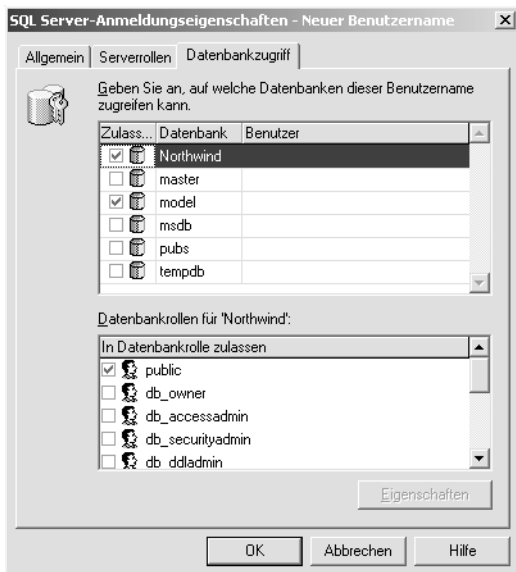 SQL Server-Anmeldungseigenschaften - Neuer Benutzername
Allgemein Serverrollen Datenbankzugriff
Geben Sie an, auf welche Datenbanken dieser Benutzername
zugreifen kann.
Zulass... Datenbank Benutzer
Northwind
master
model
msdb
pubs
tempdb
Datenbankrollen für 'Northwind':
In Datenbankrolle zulassen
public
db_owner
db_accessadmin
db_securityadmin
db_ddladmin
Eigenschaften
OK Abbrechen Hilfe